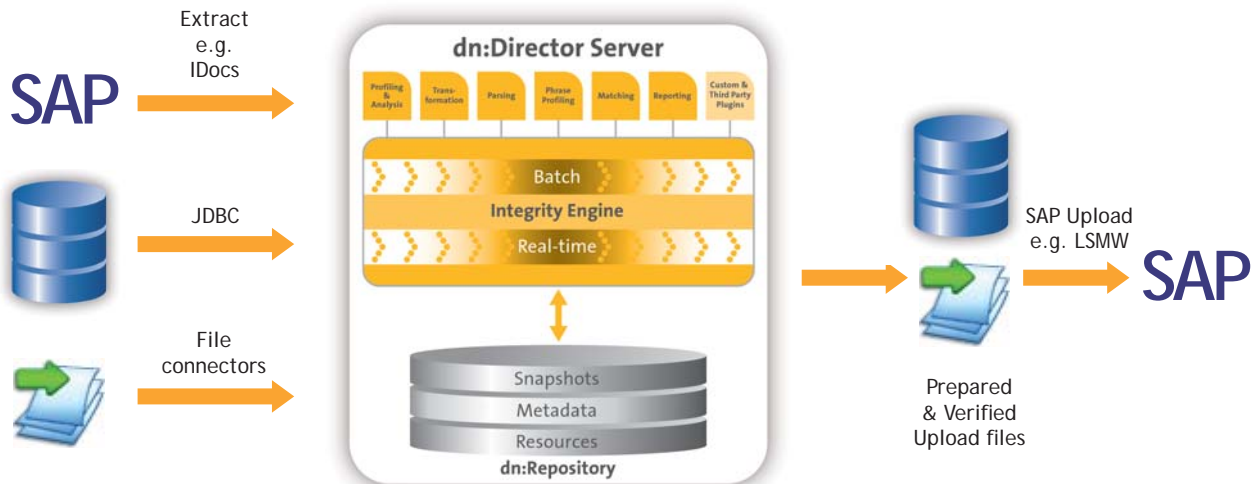 Extract
e.g.
IDocs
SAP
JDBC
File
connectors
dn:Director Server
Profiling
&
Analysis
Trans-
formation
Parsing
Phrase
Profiling
Matching
Reporting
Custom &
Third Party
Plugins
Batch
Integrity Engine
Real-time
Snapshots
Metadata
Resources
dn:Repository
SAP Upload
e.g. LSMW
SAP
Prepared
& Verified
Upload files